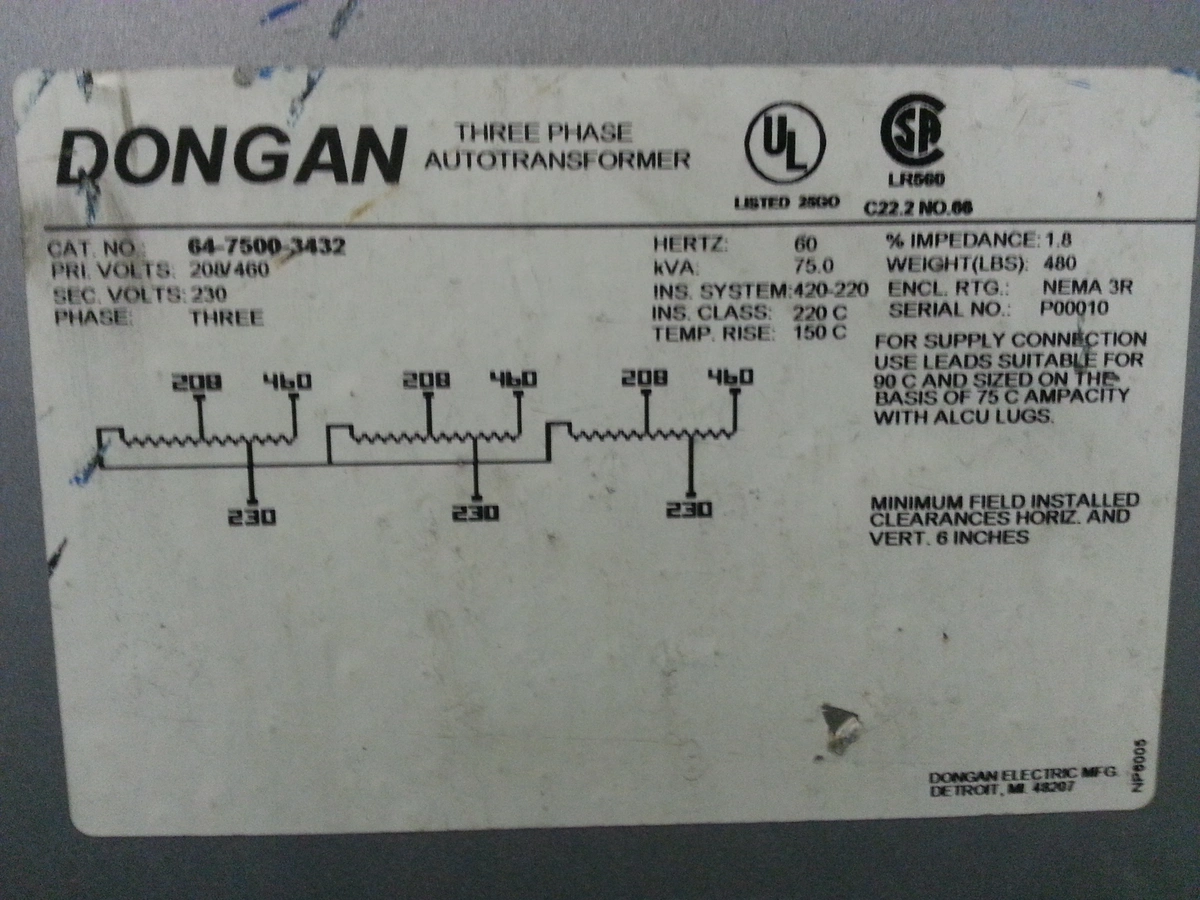 DONGAN
THREE PHASE
AUTOTRANSFORMER
UL
LISTED 25GO
SA
LR560
C22.2 NO.66
CAT. NO.: 64-7500-3432
PRI. VOLTS: 208/460
SEC. VOLTS: 230
PHASE: THREE
HERTZ: 60
kVA: 75.0
INS. SYSTEM: 420-220
INS. CLASS: 220 C
TEMP. RISE: 150 C
% IMPEDANCE: 1.8
WEIGHT(LBS): 480
ENCL. RTG.: NEMA 3R
SERIAL NO.: P00010
FOR SUPPLY CONNECTION
USE LEADS SUITABLE FOR
90 C AND SIZED ON THE
BASIS OF 75 C AMPACITY
WITH ALCU LUGS.
208 460 208 460 208 460
230 230 230
MINIMUM FIELD INSTALLED
CLEARANCES HORIZ. AND
VERT. 6 INCHES
DONGAN ELECTRIC MFG.
DETROIT, MI. 48207
NP6005